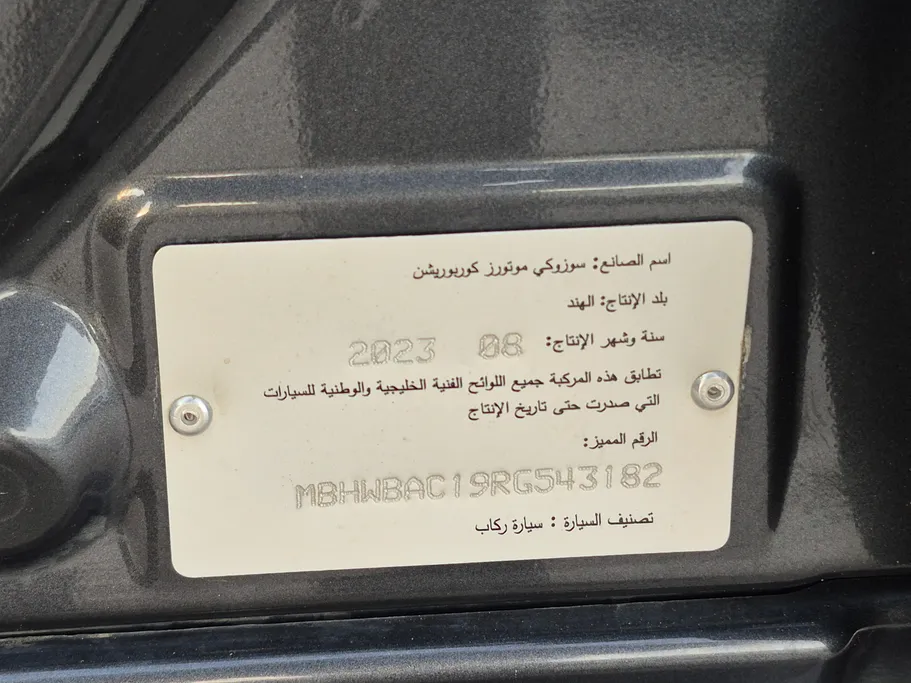 اسم الصانع: سوزوكي موتورز كوربوريشن
بلد الإنتاج: الهند
سنة وشهر الإنتاج: 08 2023
تطابق هذه المركبة جميع اللوائح الفنية الخليجية والوطنية للسيارات
التي صدرت حتى تاريخ الإنتاج
الرقم المميز:
MBHWBAC19RG543182
تصنيف السيارة : سيارة ركاب